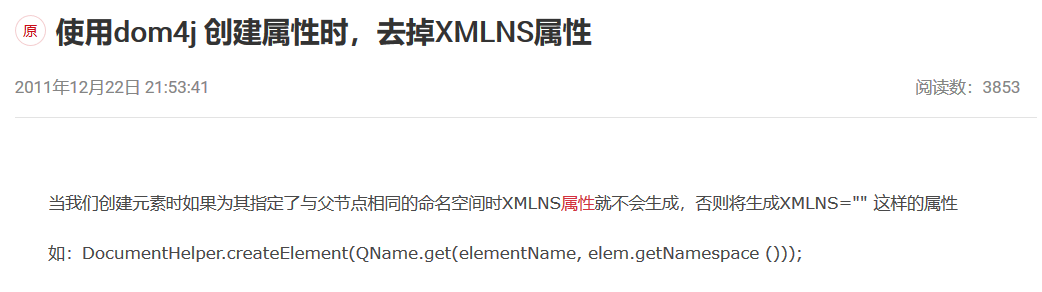 原 使用dom4j 创建属性时，去掉XMLNS属性
2011年12月22日 21:53:41 阅读数：3853
当我们创建元素时如果为其指定了与父节点相同的命名空间时XMLNS属性就不会生成，否则将生成XMLNS="" 这样的属性
如：DocumentHelper.createElement(QName.get(elementName, elem.getNamespace ()));